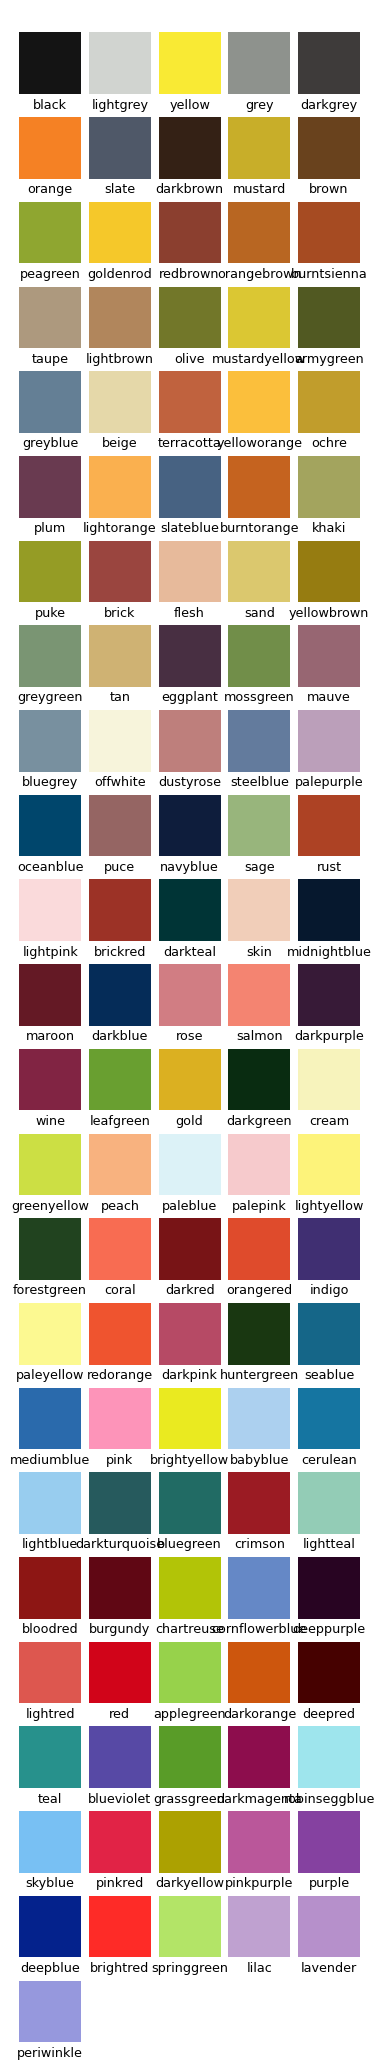 black lightgrey yellow grey darkgrey
orange slate darkbrown mustard brown
peagreen goldenrod redbrown orangebrown burntsienna
taupe lightbrown olive mustardyellow armygreen
greyblue beige terracotta yelloworange ochre
plum lightorange slateblue burntorange khaki
puke brick flesh sand yellowbrown
greygreen tan eggplant mossgreen mauve
bluegrey offwhite dustyrose steelblue palepurple
oceanblue puce navyblue sage rust
lightpink brickred darkteal skin midnightblue
maroon darkblue rose salmon darkpurple
wine leafgreen gold darkgreen cream
greenyellow peach paleblue palepink lightyellow
forestgreen coral darkred orangered indigo
paleyellow redorange darkpink huntergreen seablue
mediumblue pink brightyellow babyblue cerulean
lightblue darkturquoise bluegreen crimson lightteal
bloodred burgundy chartreuse cornflowerblue deeppurple
lightred red applegreen darkorange deepred
teal blueviolet grassgreen darkmagenta robinseggblue
skyblue pinkred darkyellow pinkpurple purple
deepblue brightred springgreen lilac lavender
periwinkle